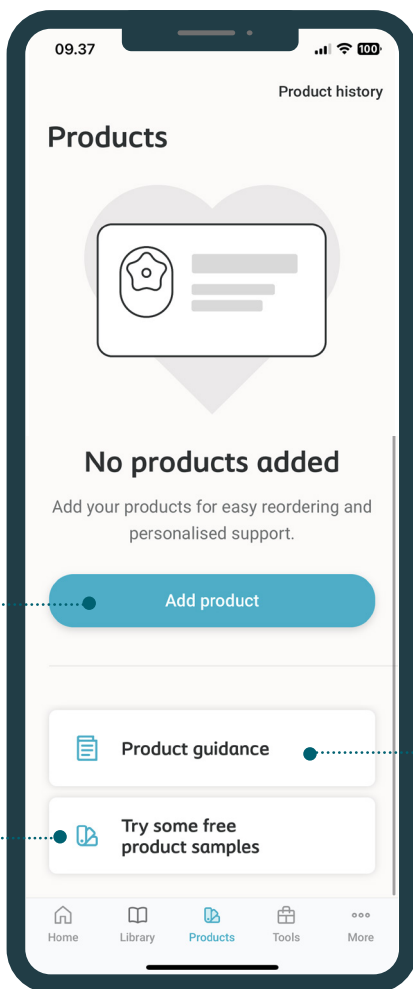 09.37
100
Product history
Products
No products added
Add your products for easy reordering and
personalised support.
Add product
Product guidance
Try some free
product samples
Home Library Products Tools More